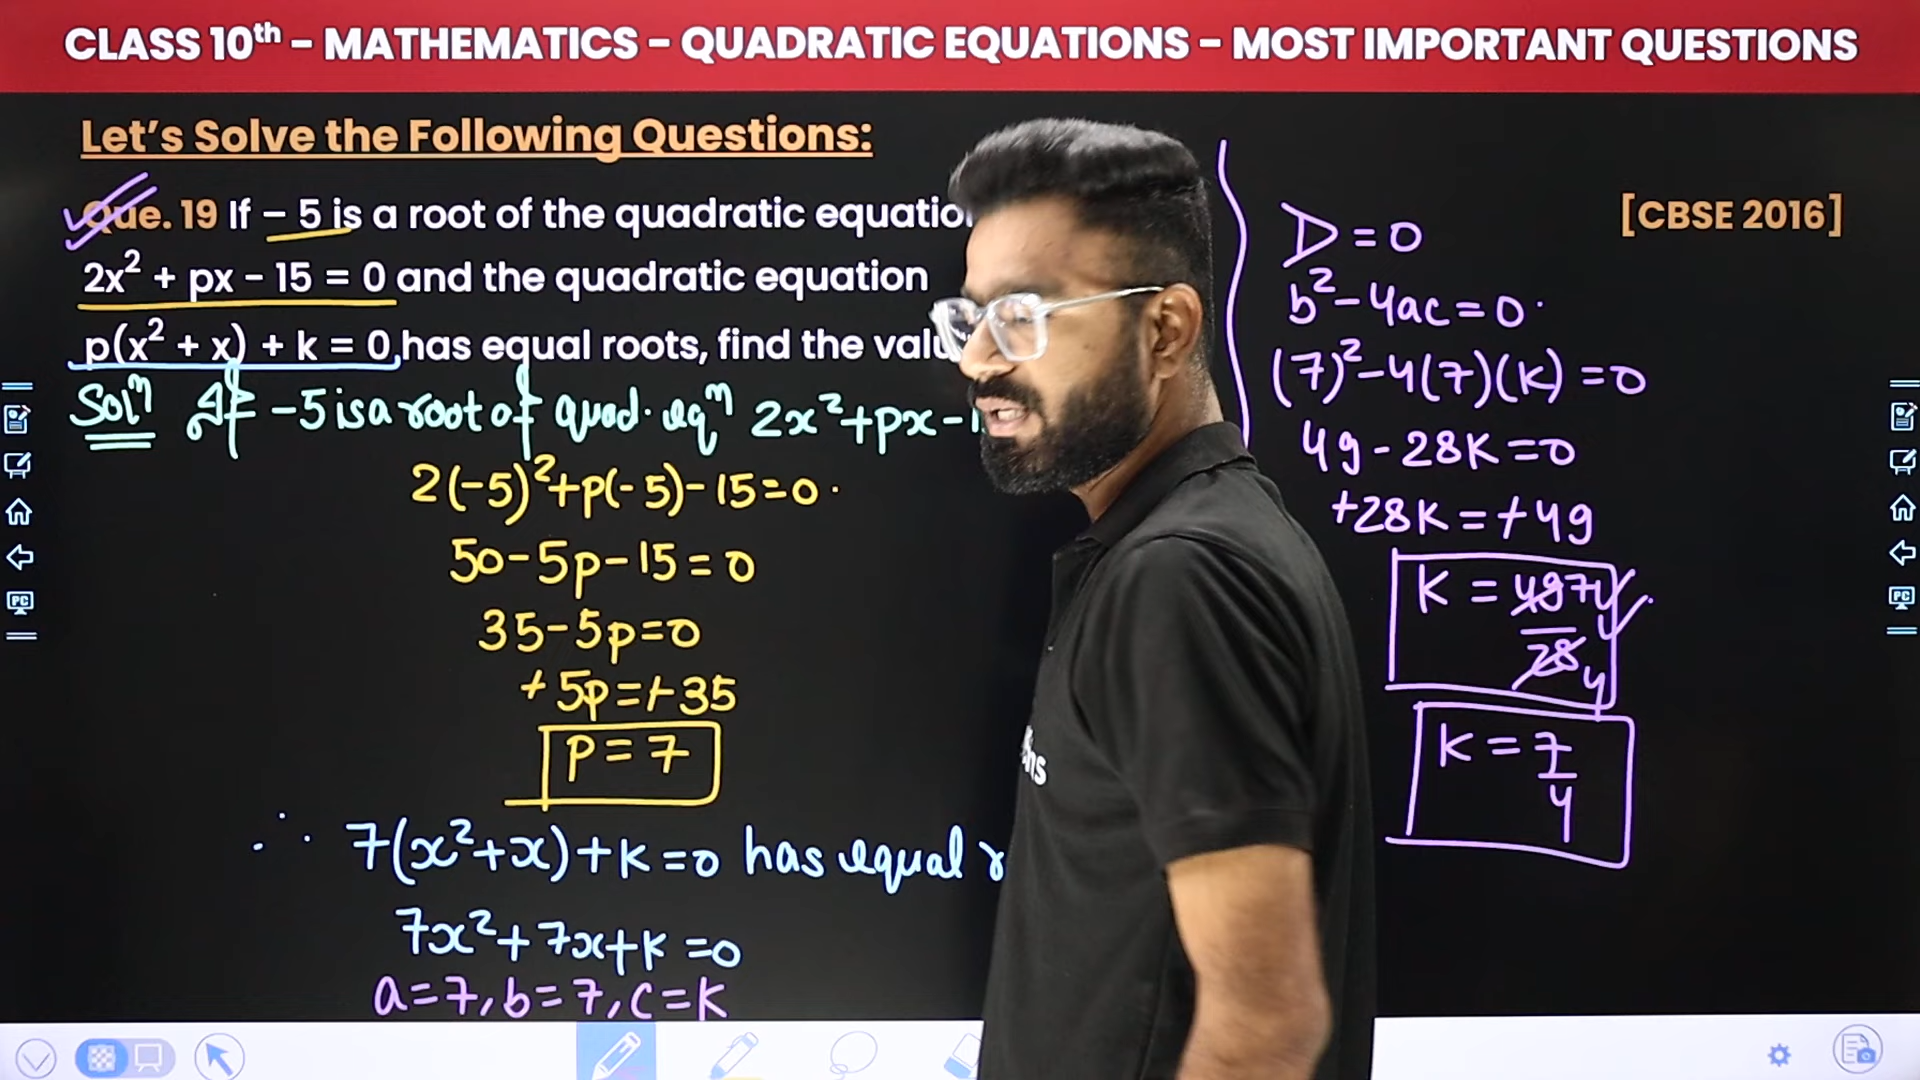 CLASS 10th - MATHEMATICS - QUADRATIC EQUATIONS - MOST IMPORTANT QUESTIONS
Let's Solve the Following Questions:
[CBSE 2016]
Que. 19 If – 5 is a root of the quadratic equatio
2x² + px – 15 = 0 and the quadratic equation
p(x² + x) + k = 0, has equal roots, find the valu
Solⁿ If -5 is a root of quad. eqⁿ 2x²+px-1
2(-5)²+p(-5)-15=0.
50-5p-15=0
35-5p=0
+5p=+35
P=7
∴ 7(x²+x)+k=0 has equal r
7x²+7x+k=0
a=7, b=7, c=k
D=0
b²-4ac=0.
(7)²-4(7)(k)=0
49-28k=0
+28k=+49
K=49 7
28 4
K=7
4
PC
PC